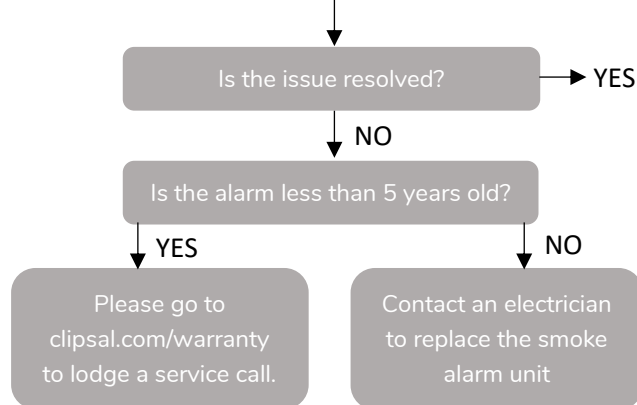 Is the issue resolved?
YES
NO
Is the alarm less than 5 years old?
YES
NO
Please go to
clipsal.com/warranty
to lodge a service call.
Contact an electrician
to replace the smoke
alarm unit